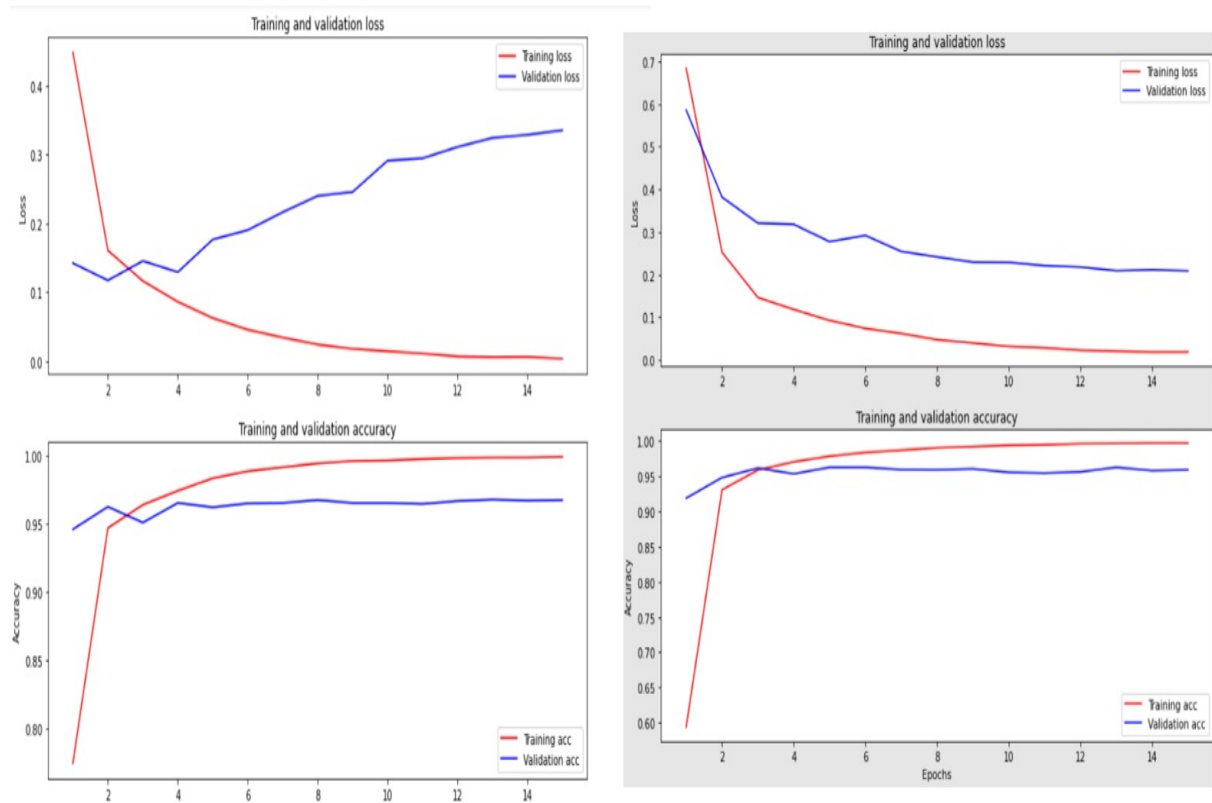 Training and validation loss
Training loss
Validation loss
0.4
0.3
0.2
0.1
0.0
Loss
2 4 6 8 10 12 14
Training and validation accuracy
1.00
0.95
0.90
0.85
0.80
Accuracy
Training acc
Validation acc
2 4 6 8 10 12 14
Training and validation loss
Training loss
Validation loss
0.7
0.6
0.5
0.4
0.3
0.2
0.1
0.0
Loss
2 4 6 8 10 12 14
Training and validation accuracy
1.00
0.95
0.90
0.85
0.80
0.75
0.70
0.65
0.60
Accuracy
Training acc
Validation acc
2 4 6 8 10 12 14
Epochs